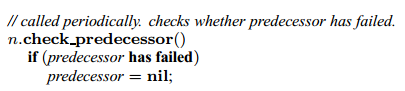 // called periodically. checks whether predecessor has failed.
n.check_predecessor()
if (predecessor has failed)
predecessor = nil;